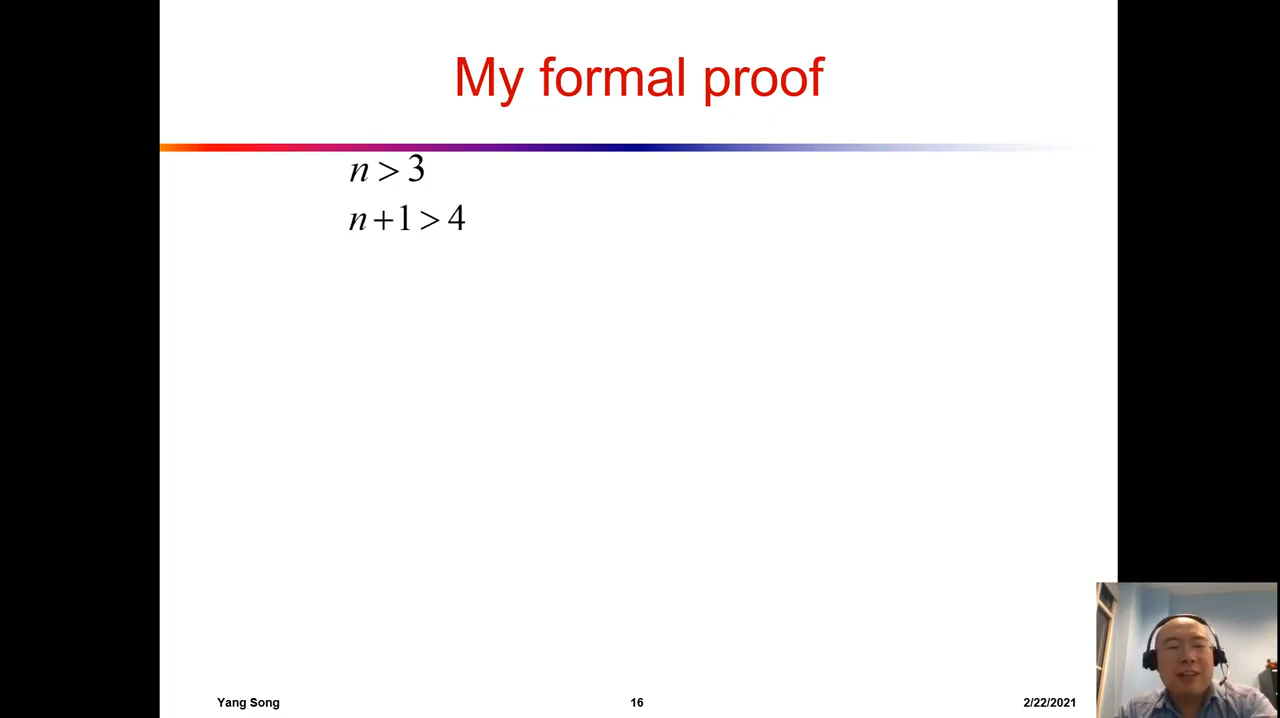 My formal proof
n > 3
n + 1 > 4
Yang Song
16
2/22/2021